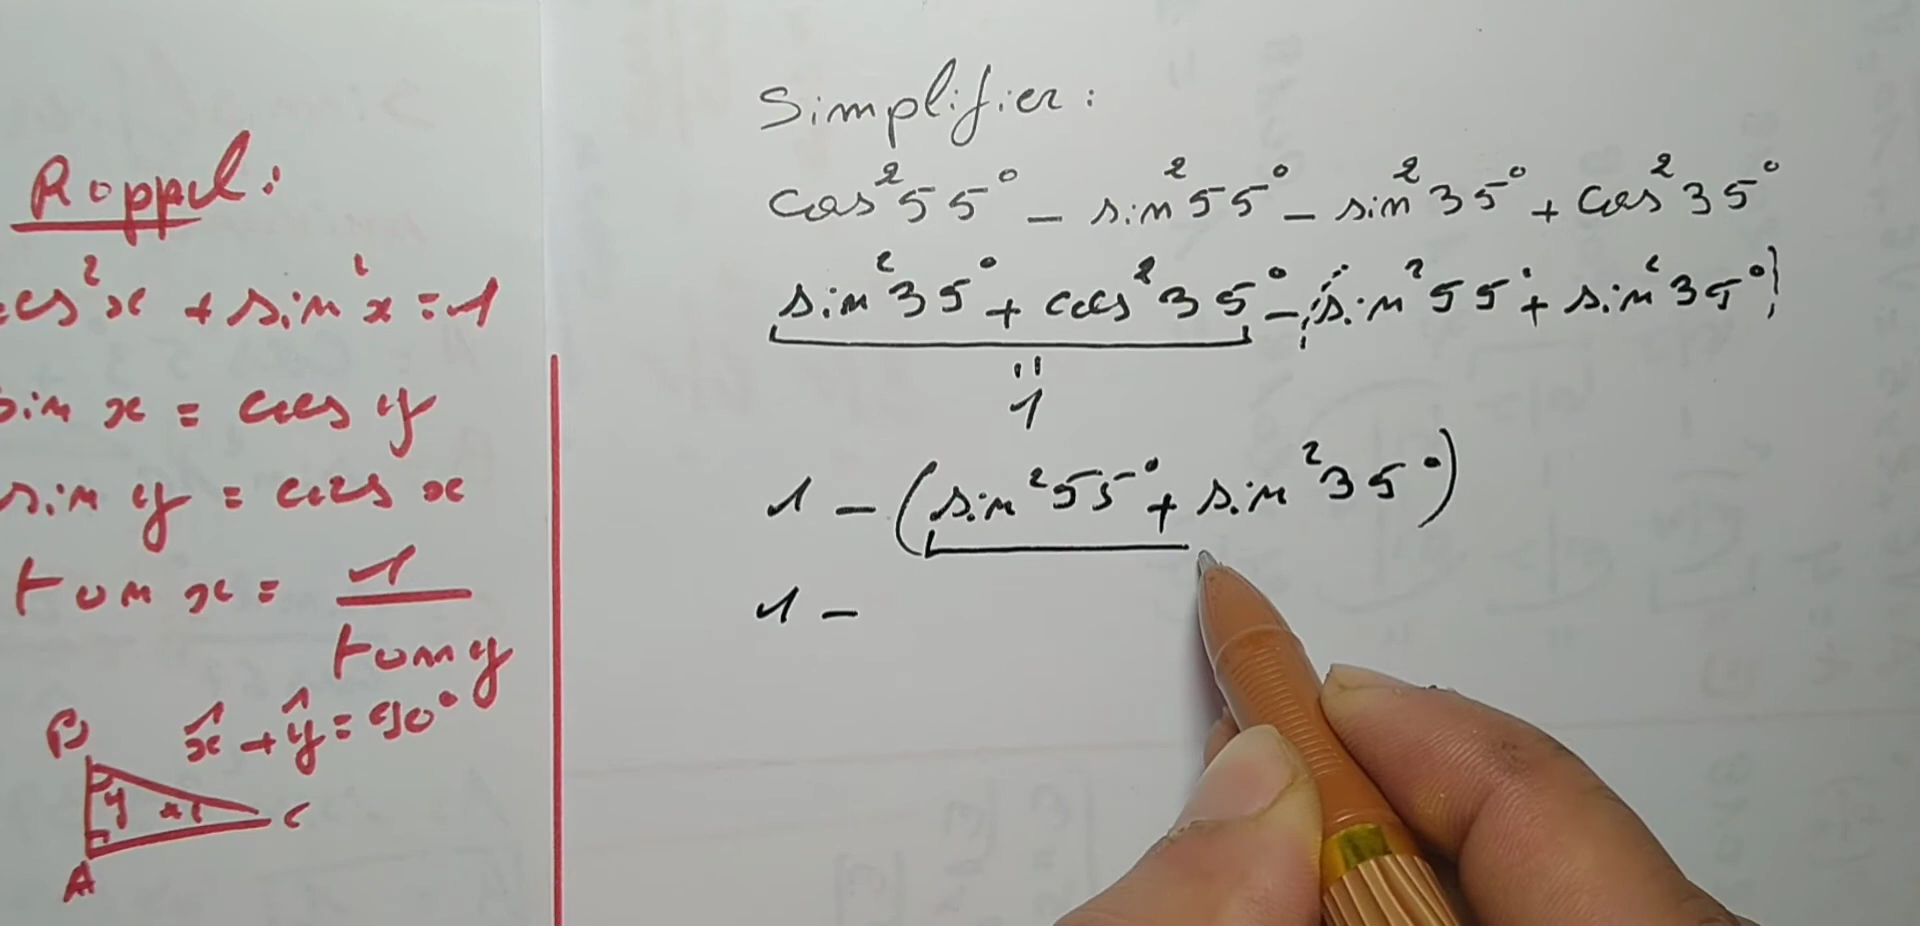 Rappel:
cos²x + sin²x = 1
sin x = cos y
sin y = cos x
tan x = 1
tan y
x̂ + ŷ = 90°
B
y x C
A
Simplifier:
cos²55° - sin²55° - sin²35° + cos²35°
sin²35° + cos²35° - (sin²55° + sin²35°)
=
1
1 - (sin²55° + sin²35°)
1 -